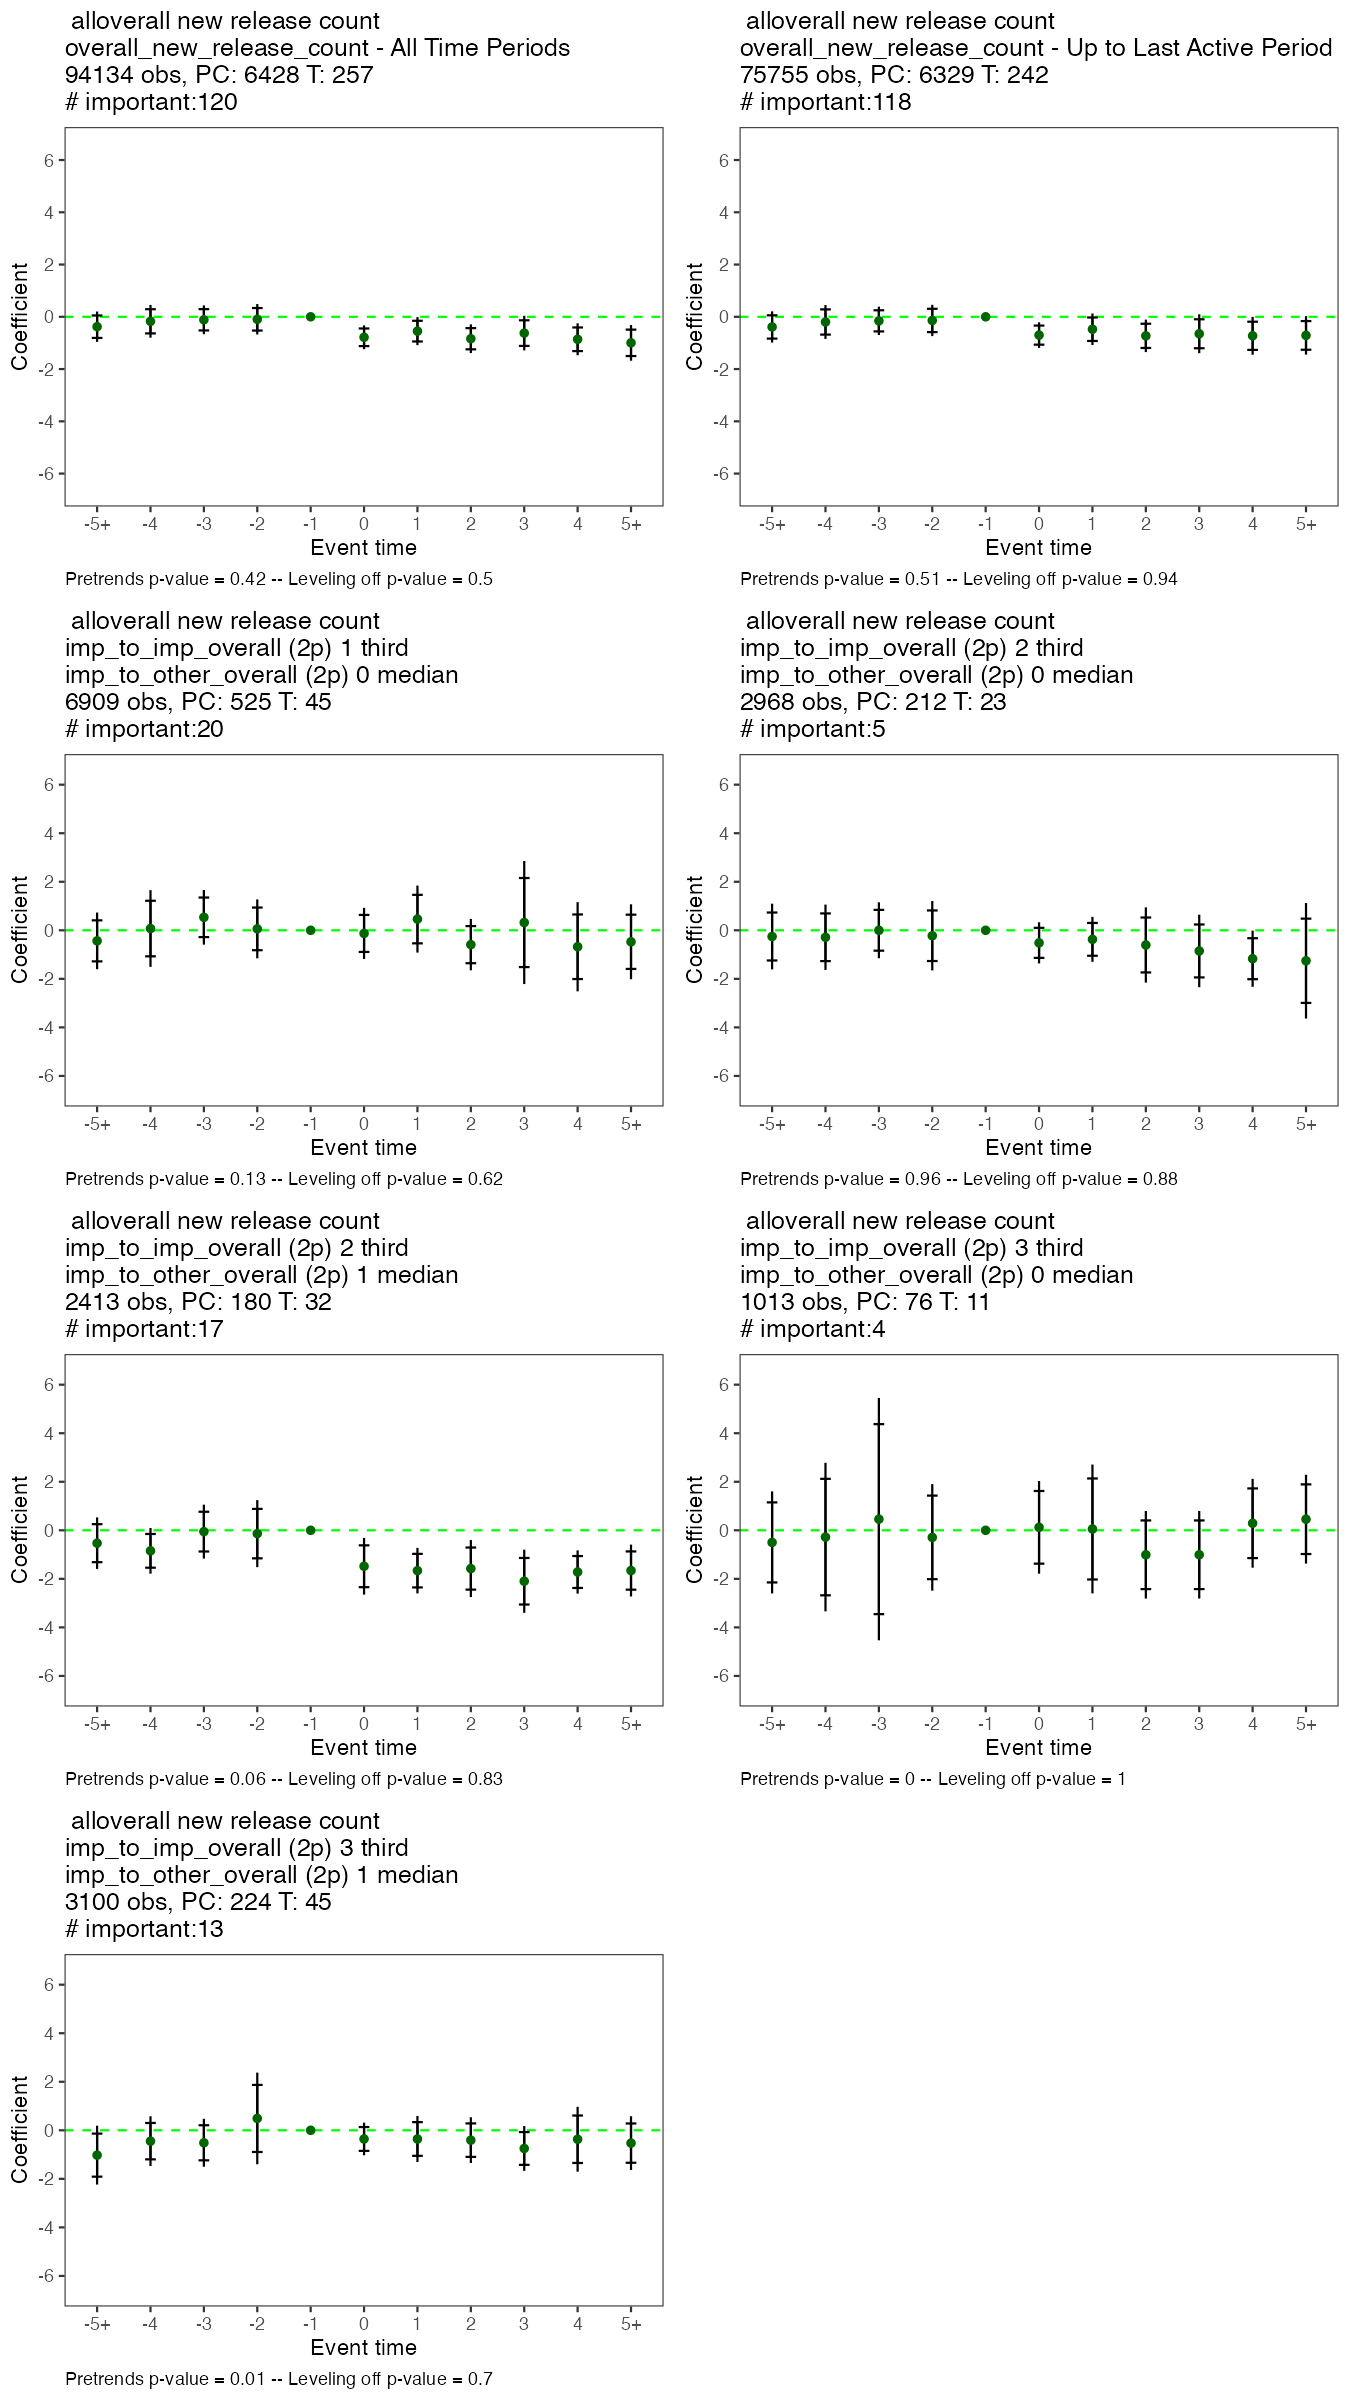 alloverall new release count
overall_new_release_count - All Time Periods
94134 obs, PC: 6428 T: 257
# important:120
Coefficient
6
4
2
0
-2
-4
-6
-5+ -4 -3 -2 -1 0 1 2 3 4 5+
Event time
Pretrends p-value = 0.42 -- Leveling off p-value = 0.5
alloverall new release count
overall_new_release_count - Up to Last Active Period
75755 obs, PC: 6329 T: 242
# important:118
Coefficient
6
4
2
0
-2
-4
-6
-5+ -4 -3 -2 -1 0 1 2 3 4 5+
Event time
Pretrends p-value = 0.51 -- Leveling off p-value = 0.94
alloverall new release count
imp_to_imp_overall (2p) 1 third
imp_to_other_overall (2p) 0 median
6909 obs, PC: 525 T: 45
# important:20
Coefficient
6
4
2
0
-2
-4
-6
-5+ -4 -3 -2 -1 0 1 2 3 4 5+
Event time
Pretrends p-value = 0.13 -- Leveling off p-value = 0.62
alloverall new release count
imp_to_imp_overall (2p) 2 third
imp_to_other_overall (2p) 0 median
2968 obs, PC: 212 T: 23
# important:5
Coefficient
6
4
2
0
-2
-4
-6
-5+ -4 -3 -2 -1 0 1 2 3 4 5+
Event time
Pretrends p-value = 0.96 -- Leveling off p-value = 0.88
alloverall new release count
imp_to_imp_overall (2p) 2 third
imp_to_other_overall (2p) 1 median
2413 obs, PC: 180 T: 32
# important:17
Coefficient
6
4
2
0
-2
-4
-6
-5+ -4 -3 -2 -1 0 1 2 3 4 5+
Event time
Pretrends p-value = 0.06 -- Leveling off p-value = 0.83
alloverall new release count
imp_to_imp_overall (2p) 3 third
imp_to_other_overall (2p) 0 median
1013 obs, PC: 76 T: 11
# important:4
Coefficient
6
4
2
0
-2
-4
-6
-5+ -4 -3 -2 -1 0 1 2 3 4 5+
Event time
Pretrends p-value = 0 -- Leveling off p-value = 1
alloverall new release count
imp_to_imp_overall (2p) 3 third
imp_to_other_overall (2p) 1 median
3100 obs, PC: 224 T: 45
# important:13
Coefficient
6
4
2
0
-2
-4
-6
-5+ -4 -3 -2 -1 0 1 2 3 4 5+
Event time
Pretrends p-value = 0.01 -- Leveling off p-value = 0.7